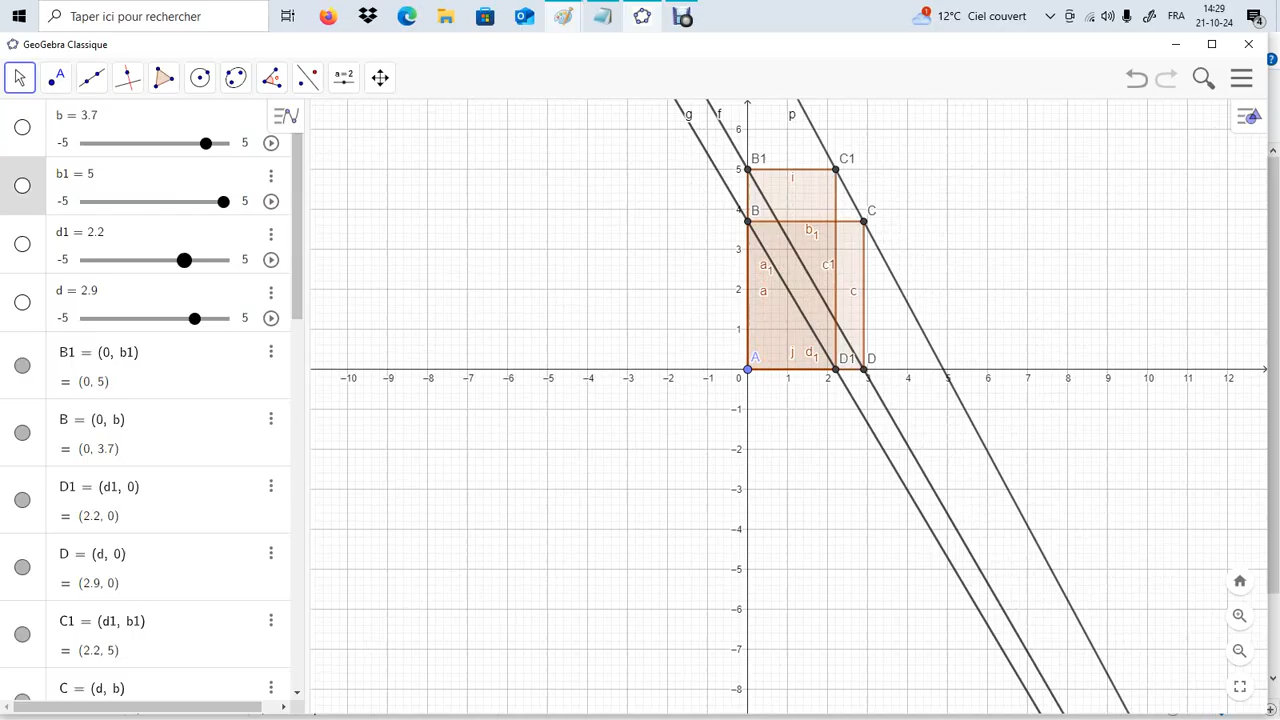 Taper ici pour rechercher
12°C Ciel couvert
FRA
14:29
21-10-24
4
GeoGebra Classique
A
a=2
?
b = 3.7
-5 5
b1 = 5
-5 5
d1 = 2.2
-5 5
d = 2.9
-5 5
B1 = (0, b1)
= (0, 5)
B = (0, b)
= (0, 3.7)
D1 = (d1, 0)
= (2.2, 0)
D = (d, 0)
= (2.9, 0)
C1 = (d1, b1)
= (2.2, 5)
C = (d, b)
g f p
6
B1 C1
5
i
4 B C
b₁
3
a₁ c1
2 a c
1
j d₁
A D1 D
−10 −9 −8 −7 −6 −5 −4 −3 −2 −1 0 1 2 3 4 5 6 7 8 9 10 11 12
−1
−2
−3
−4
−5
−6
−7
−8